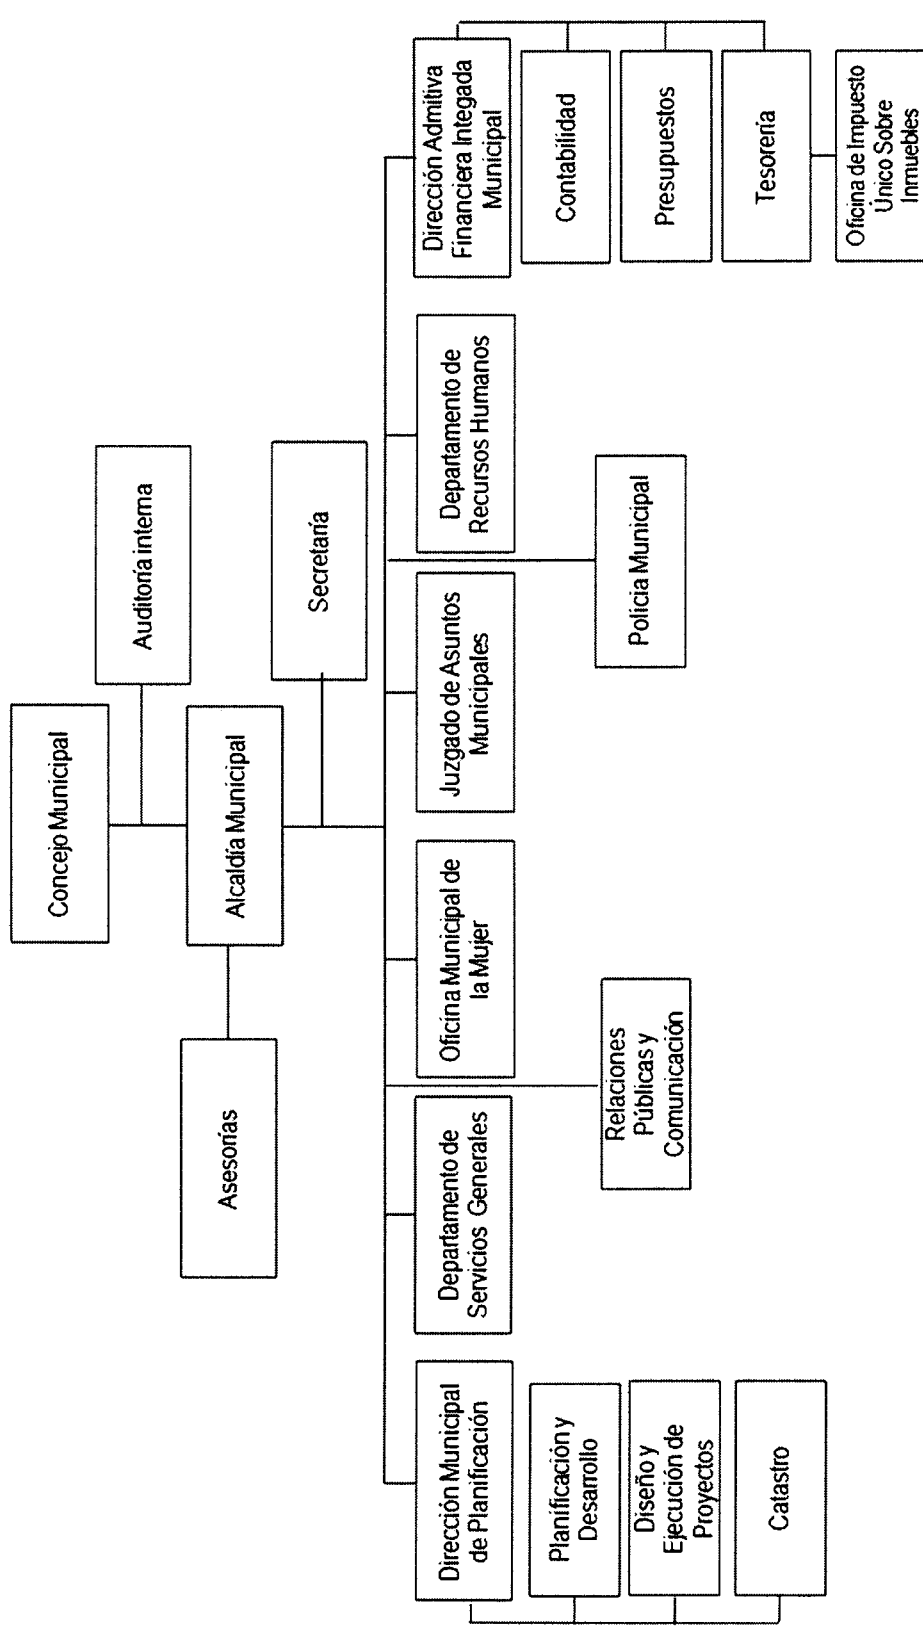 Concejo Municipal
Auditoría interna
Alcaldía Municipal
Asesorías
Secretaría
Dirección Municipal
de Planificación
Departamento de
Servicios Generales
Oficina Municipal de
la Mujer
Juzgado de Asuntos
Municipales
Departamento de
Recursos Humanos
Dirección Admitiva
Financiera Integada
Municipal
Planificación y
Desarrollo
Diseño y
Ejecución de
Proyectos
Catastro
Relaciones
Públicas y
Comunicación
Policia Municipal
Contabilidad
Presupuestos
Tesorería
Oficina de Impuesto
Único Sobre
Inmuebles